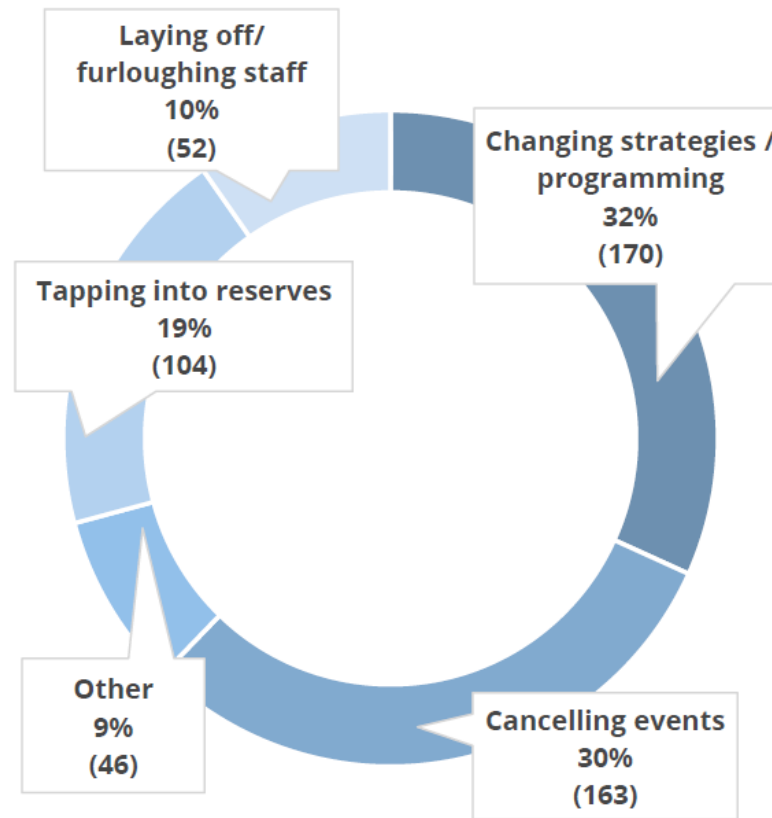 Laying off/
furloughing staff
10%
(52)
Changing strategies /
programming
32%
(170)
Tapping into reserves
19%
(104)
Other
9%
(46)
Cancelling events
30%
(163)